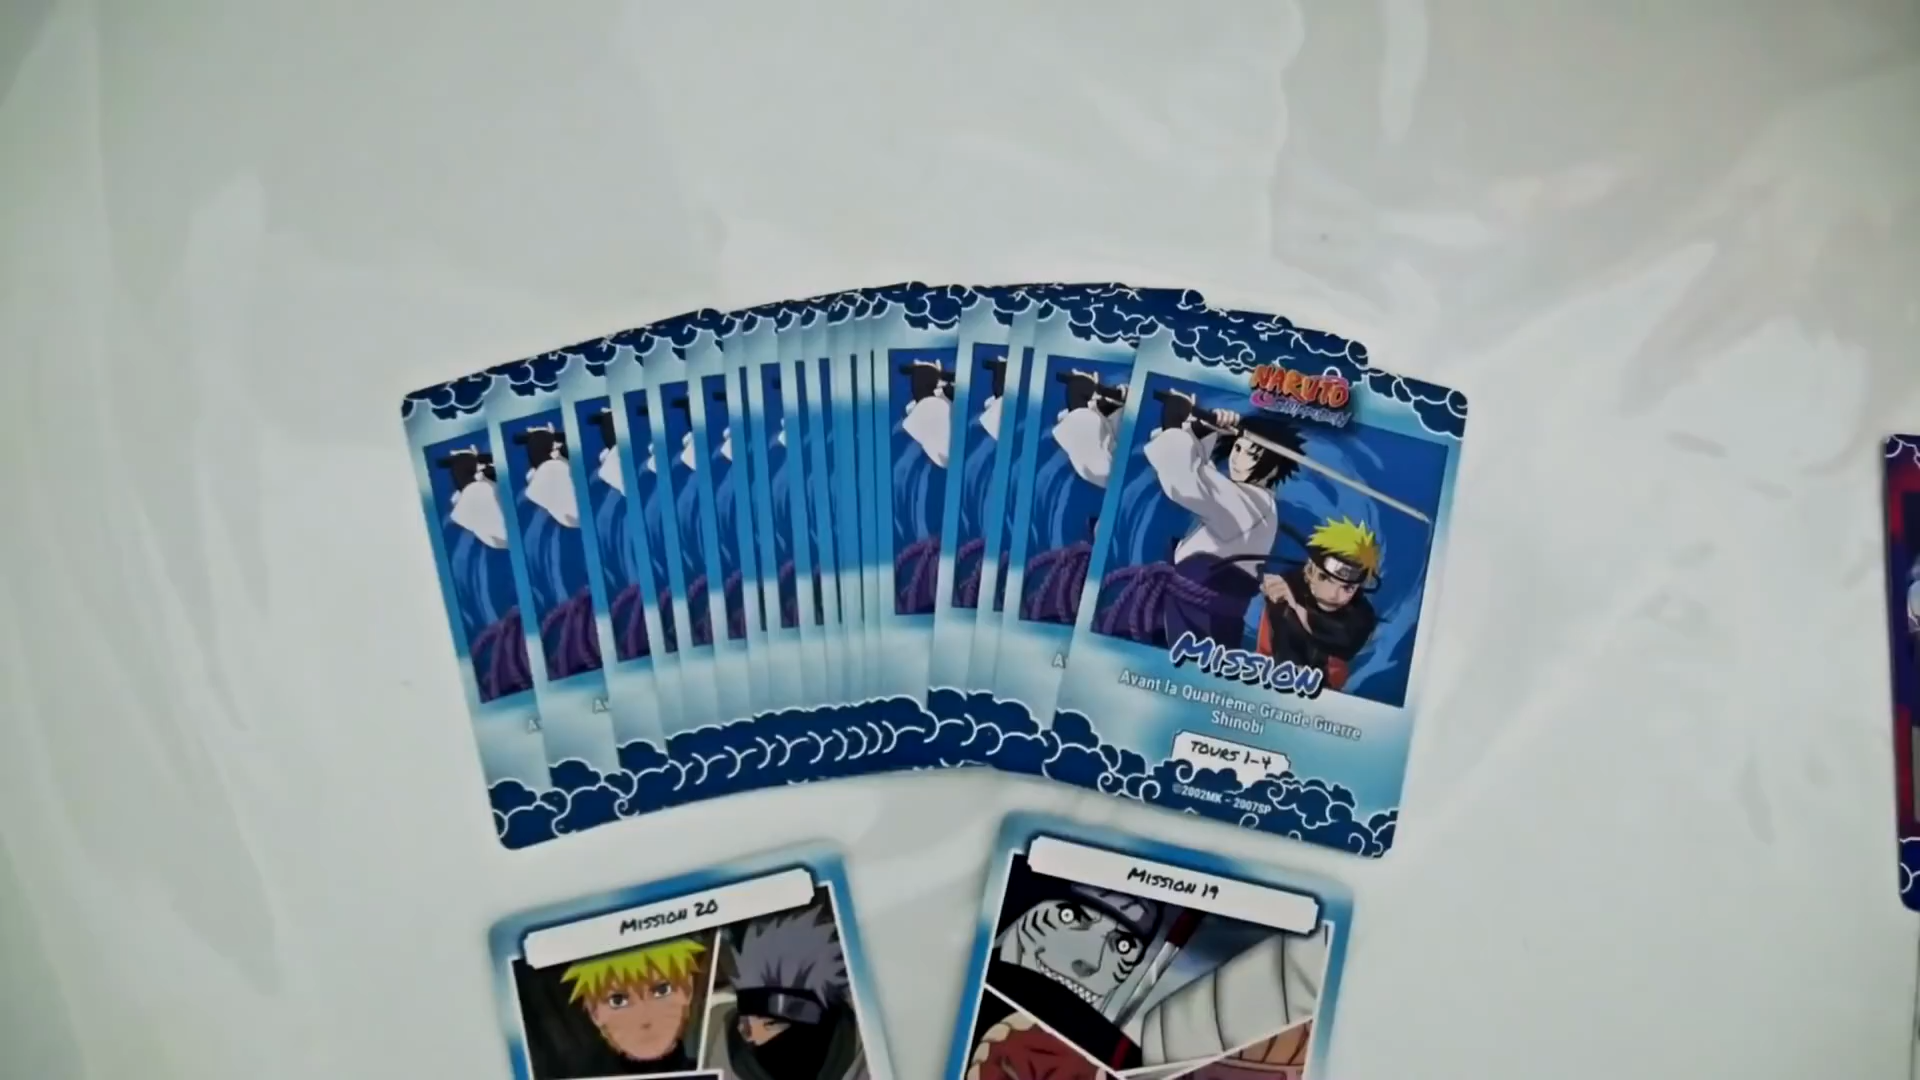 NARUTO
Shippuden
Mission
Avant la Quatrième Grande Guerre
Shinobi
TOURS 1-4
©2002MK - 2007SP
A
A
A
Mission 20
Mission 19